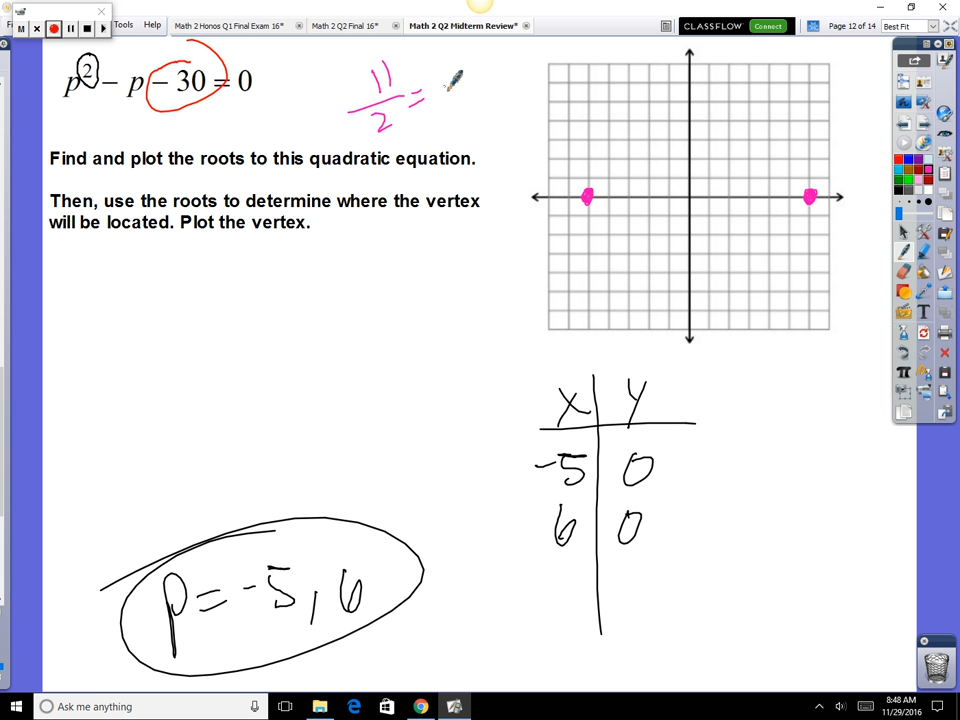 Tools Help Math 2 Honos Q1 Final Exam 16* Math 2 Q2 Final 16* Math 2 Q2 Midterm Review* CLASSFLOW Connect Page 12 of 14 Best Fit
M
p² – p – 30 = 0
11
2 =
Find and plot the roots to this quadratic equation.
Then, use the roots to determine where the vertex
will be located. Plot the vertex.
X Y
-5 0
6 0
p = -5, 6
Ask me anything
8:48 AM
11/29/2016